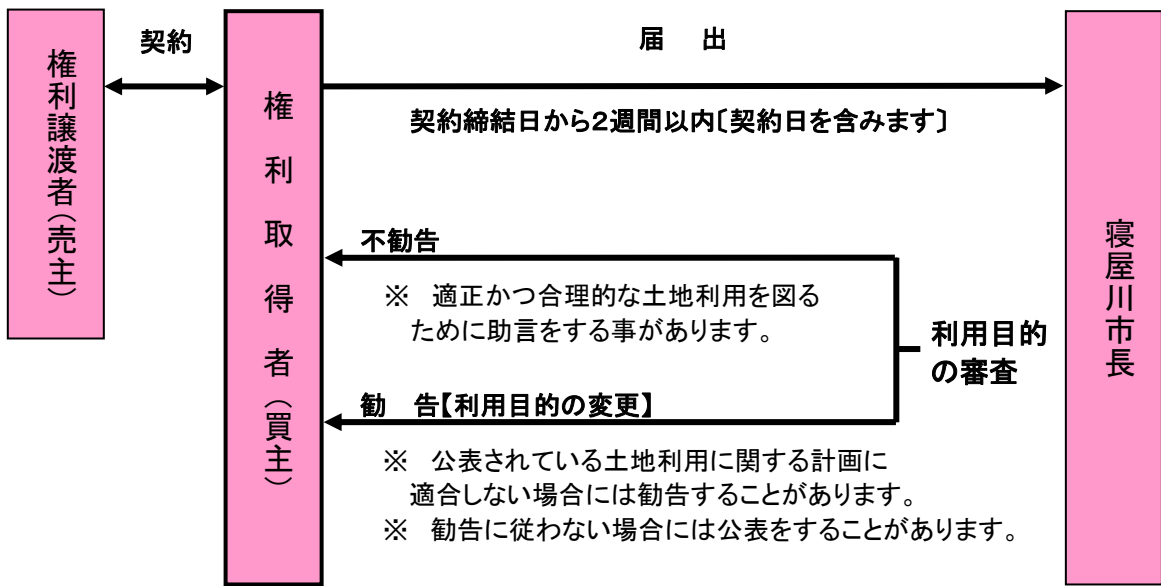 権利譲渡者（売主）
契約
権利取得者（買主）
届　出
契約締結日から２週間以内〔契約日を含みます〕
不勧告
※　適正かつ合理的な土地利用を図る
ために助言をする事があります。
利用目的
の審査
勧　告【利用目的の変更】
※　公表されている土地利用に関する計画に
適合しない場合には勧告することがあります。
※　勧告に従わない場合には公表をすることがあります。
寝屋川市長